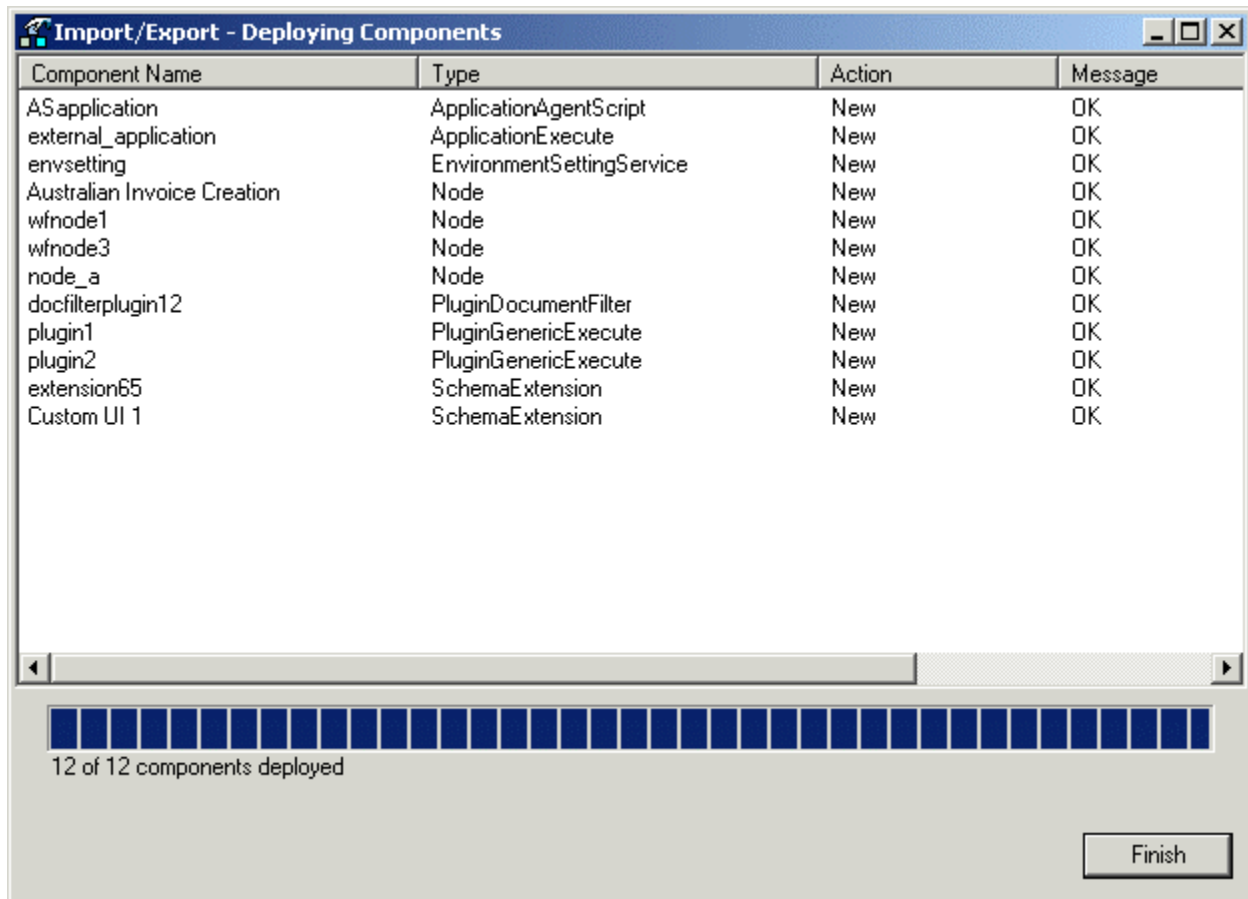 Import/Export - Deploying Components
Component Name Type Action Message
ASapplication ApplicationAgentScript New OK
external_application ApplicationExecute New OK
envsetting EnvironmentSettingService New OK
Australian Invoice Creation Node New OK
wfnode1 Node New OK
wfnode3 Node New OK
node_a Node New OK
docfilterplugin12 PluginDocumentFilter New OK
plugin1 PluginGenericExecute New OK
plugin2 PluginGenericExecute New OK
extension65 SchemaExtension New OK
Custom UI 1 SchemaExtension New OK
12 of 12 components deployed
Finish